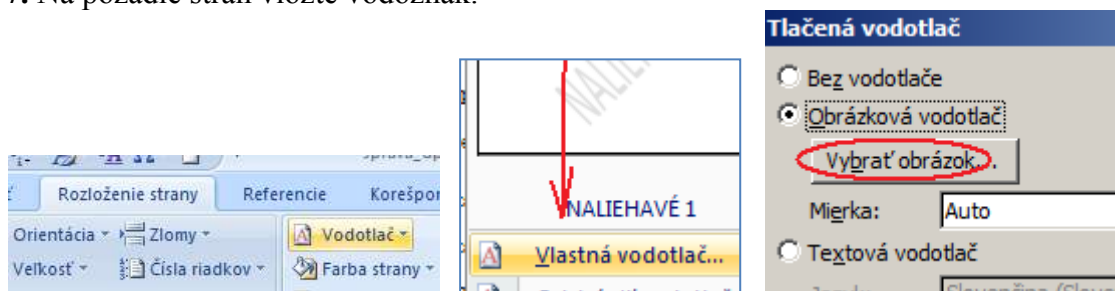 7. Na pozadie strán vložte vodoznak.
Rozloženie strany Referencie Korešpon
Orientácia Zlomy Vodotlač
Veľkosť Čísla riadkov Farba strany
NALIEH
NALIEHAVÉ 1
Vlastná vodotlač...
Tlačená vodotlač
Bez vodotlače
Obrázková vodotlač
Vybrať obrázok...
Mierka: Auto
Textová vodotlač